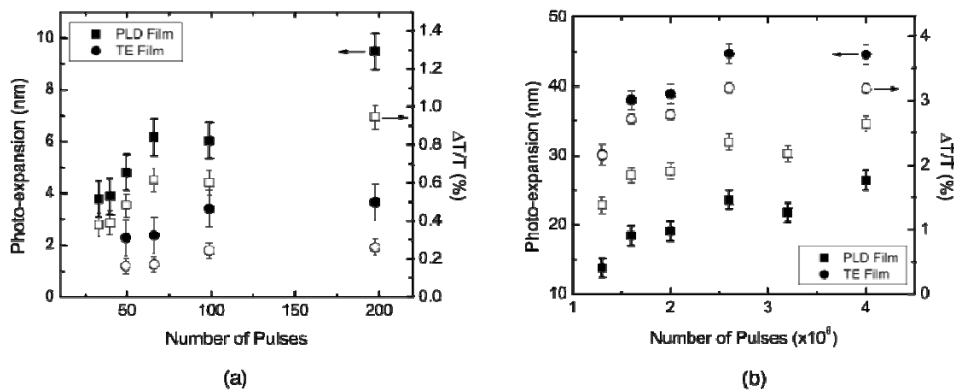 PLD Film
TE Film
10
8
6
4
2
0
1.4
1.2
1.0
0.8
0.6
0.4
0.2
0.0
50
100
150
200
Photo-expansion (nm)
ΔT/T (%)
Number of Pulses
(a)
50
40
30
20
10
4
3
2
1
0
1
2
3
4
PLD Film
TE Film
Photo-expansion (nm)
ΔT/T (%)
Number of Pulses (x10⁶)
(b)